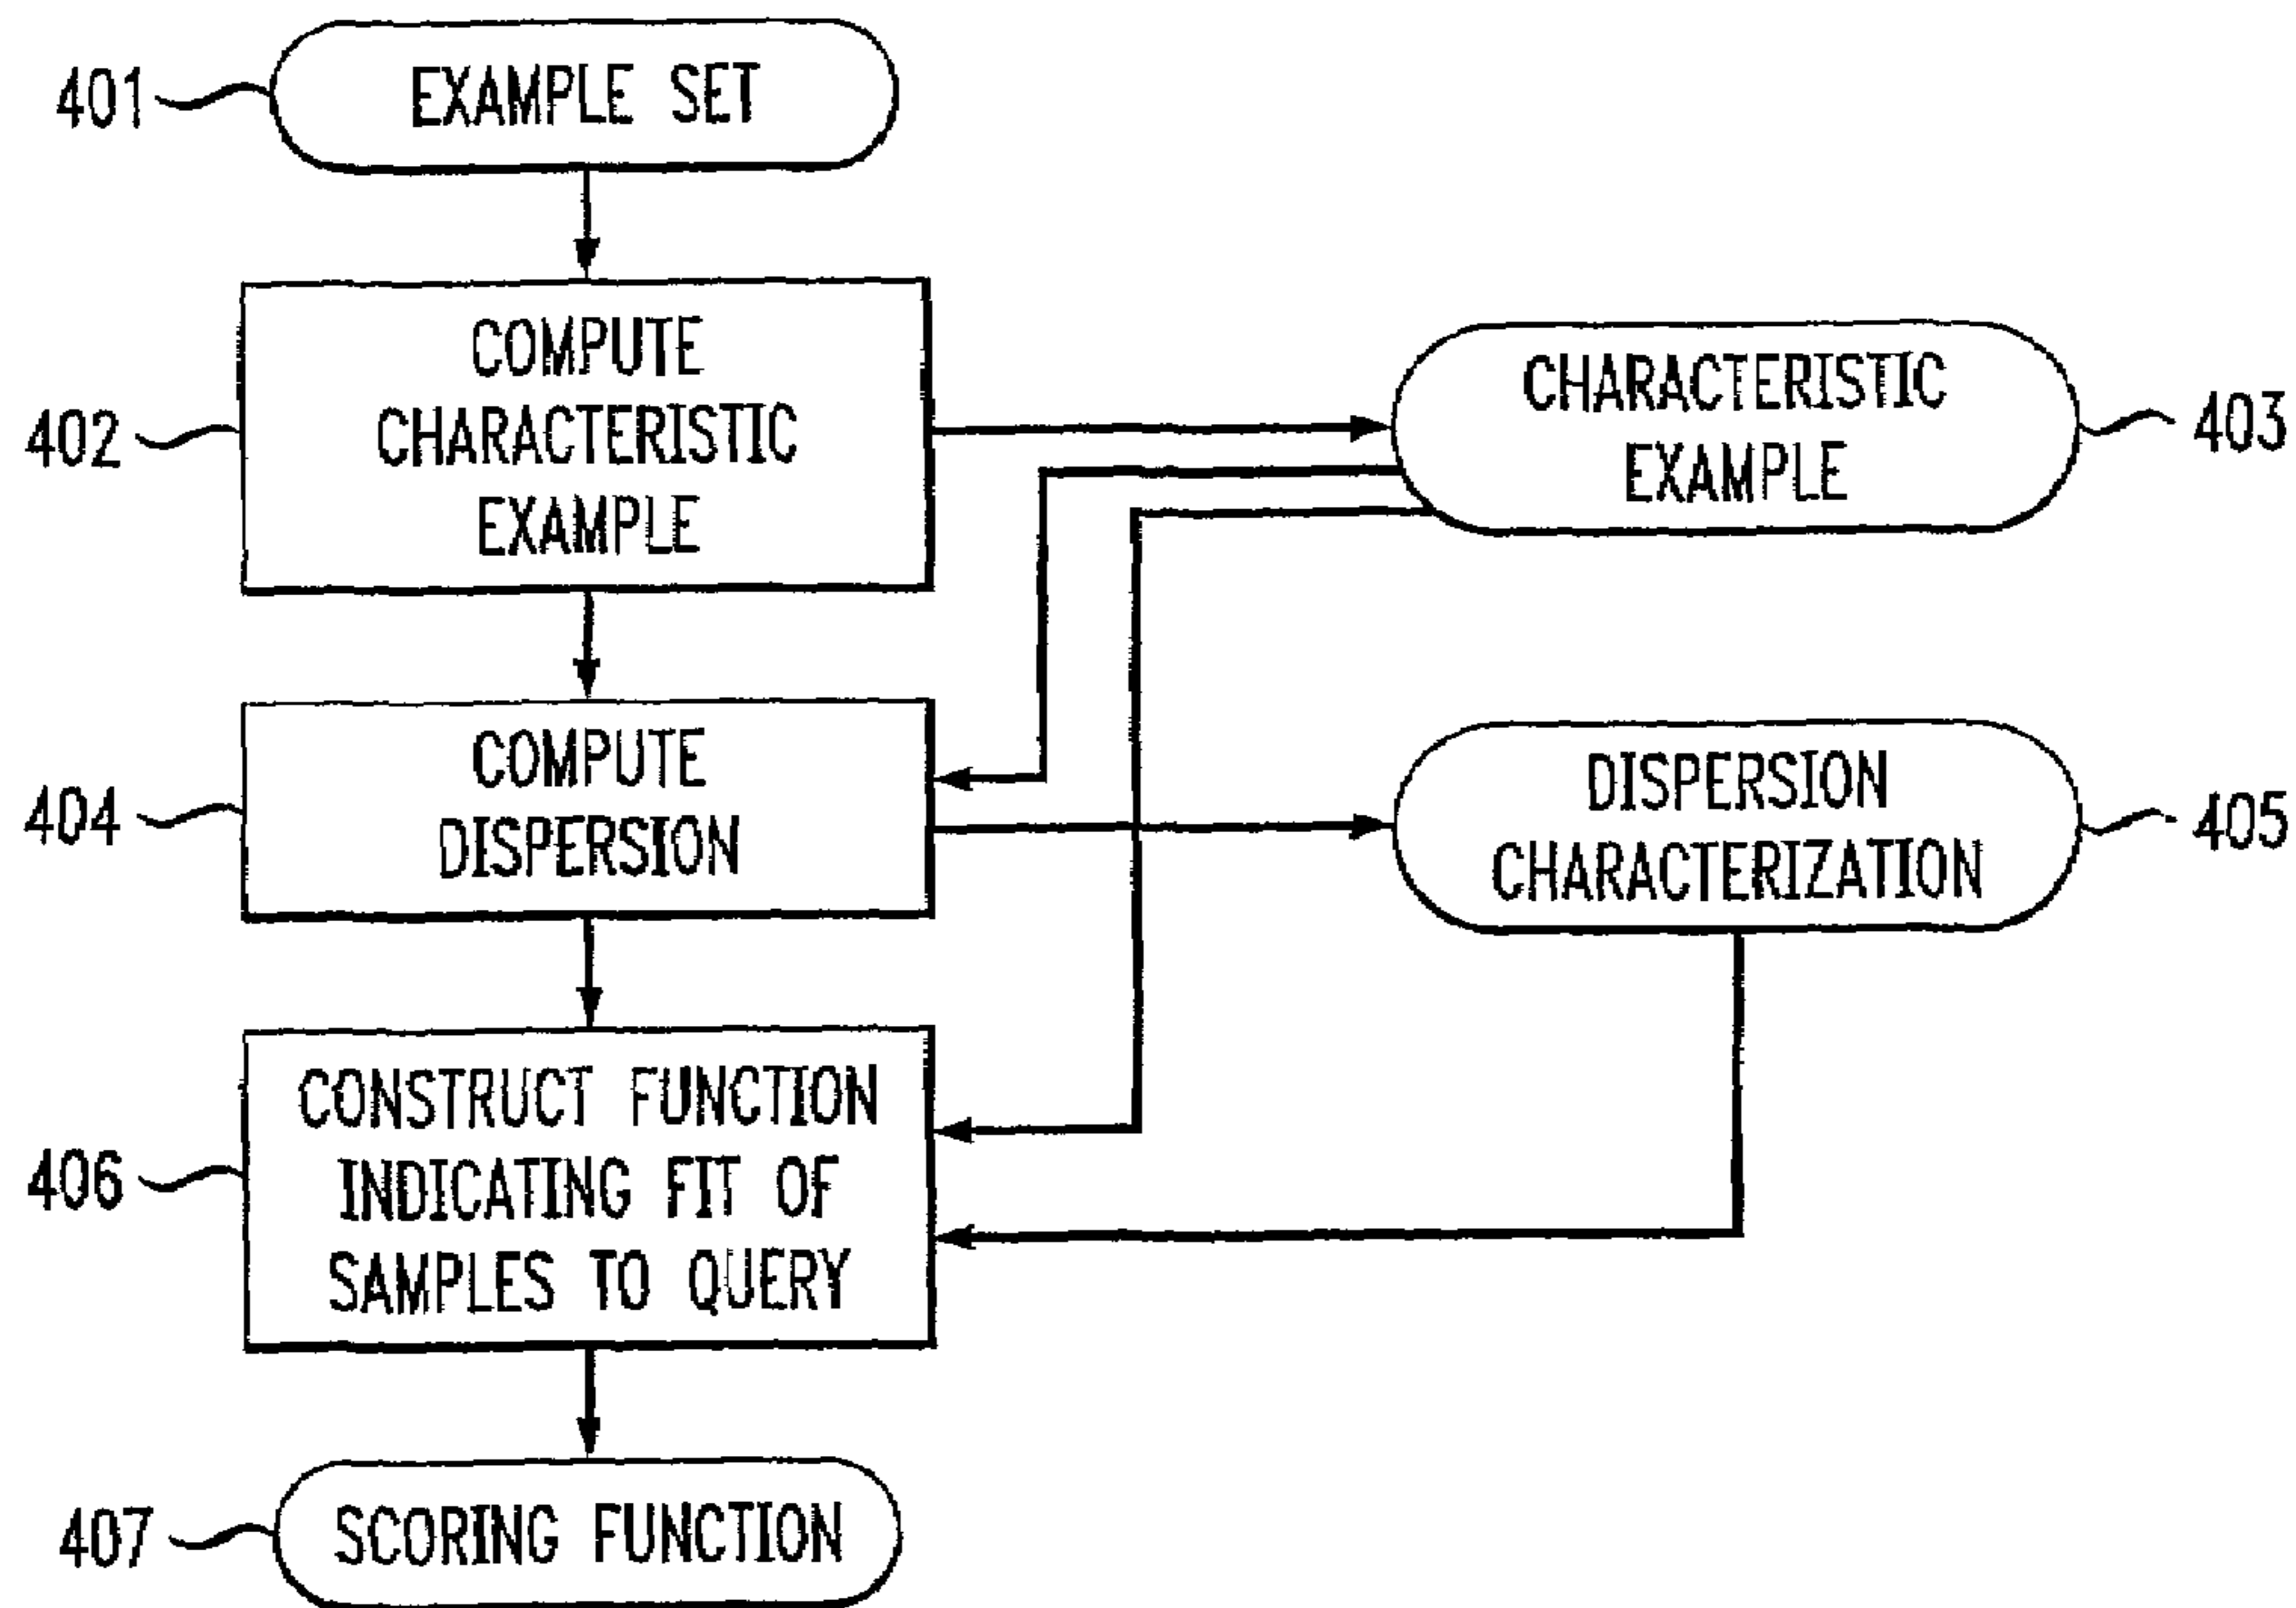 401
EXAMPLE SET
402
COMPUTE
CHARACTERISTIC
EXAMPLE
CHARACTERISTIC
EXAMPLE
403
404
COMPUTE
DISPERSION
DISPERSION
CHARACTERIZATION
405
406
CONSTRUCT FUNCTION
INDICATING FIT OF
SAMPLES TO QUERY
407
SCORING FUNCTION